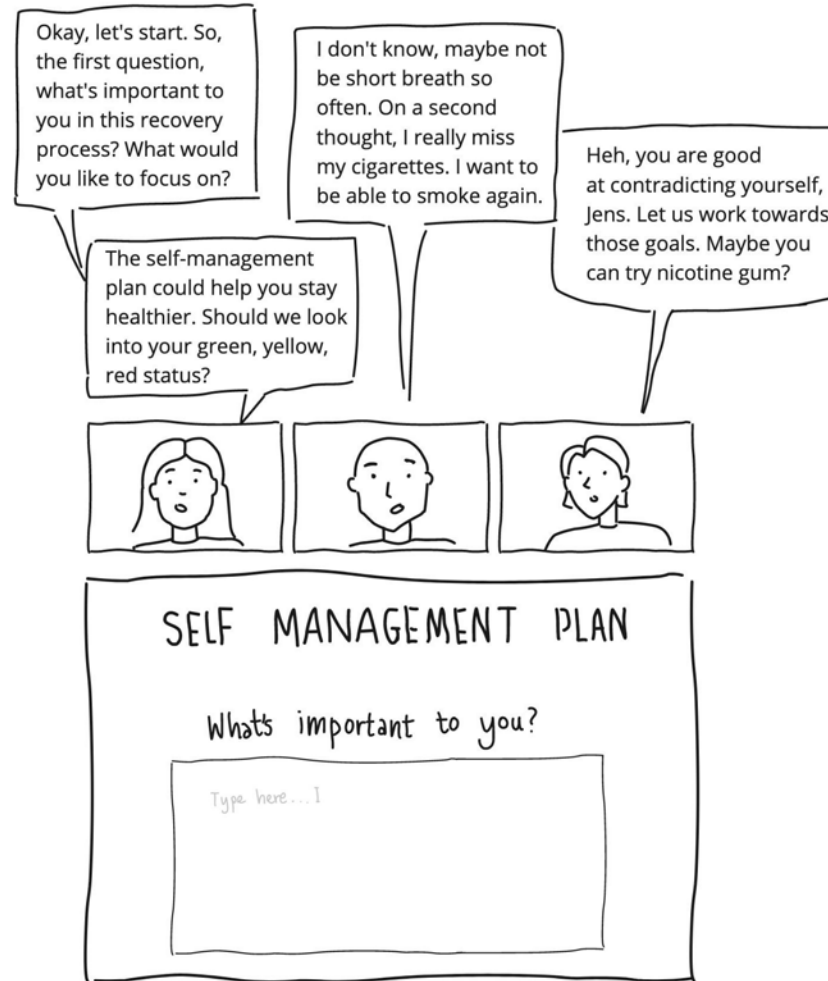 Okay, let's start. So,
the first question,
what's important to
you in this recovery
process? What would
you like to focus on?
The self-management
plan could help you stay
healthier. Should we look
into your green, yellow,
red status?
I don't know, maybe not
be short breath so
often. On a second
thought, I really miss
my cigarettes. I want to
be able to smoke again.
Heh, you are good
at contradicting yourself,
Jens. Let us work towards
those goals. Maybe you
can try nicotine gum?
SELF MANAGEMENT PLAN
What's important to you?
Type here...